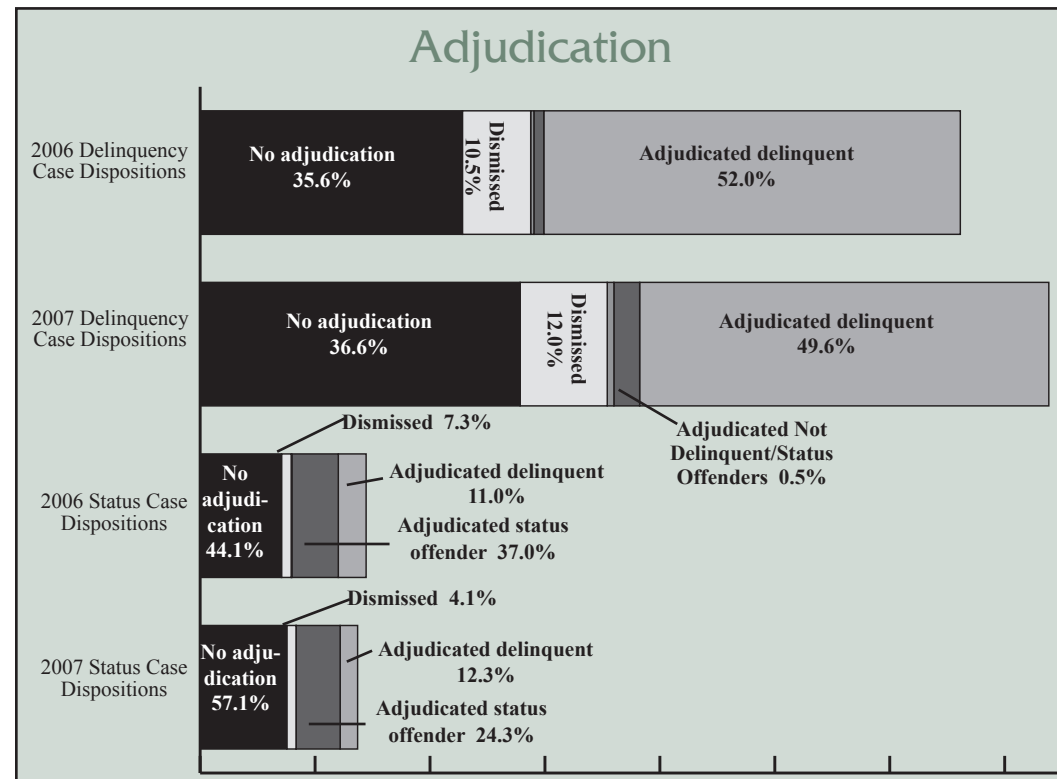 Adjudication
2006 Delinquency
Case Dispositions
No adjudication
35.6%
Dismissed
10.5%
Adjudicated delinquent
52.0%
2007 Delinquency
Case Dispositions
No adjudication
36.6%
Dismissed
12.0%
Adjudicated delinquent
49.6%
Adjudicated Not
Delinquent/Status
Offenders 0.5%
2006 Status Case
Dispositions
No
adjudi-
cation
44.1%
Dismissed 7.3%
Adjudicated delinquent
11.0%
Adjudicated status
offender 37.0%
2007 Status Case
Dispositions
No adju-
dication
57.1%
Dismissed 4.1%
Adjudicated delinquent
12.3%
Adjudicated status
offender 24.3%